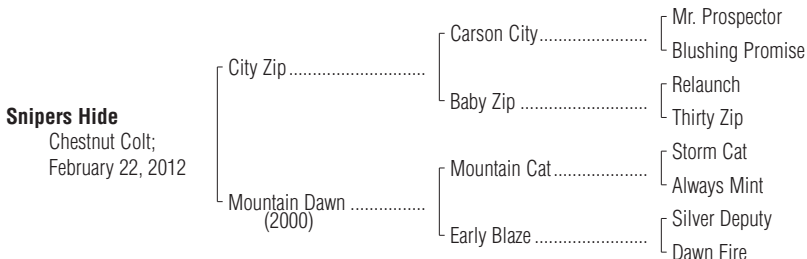 Mr. Prospector
Carson City
Blushing Promise
City Zip
Relaunch
Baby Zip
Thirty Zip
Snipers Hide
Chestnut Colt;
February 22, 2012
Storm Cat
Mountain Cat
Always Mint
Mountain Dawn
(2000)
Silver Deputy
Early Blaze
Dawn Fire